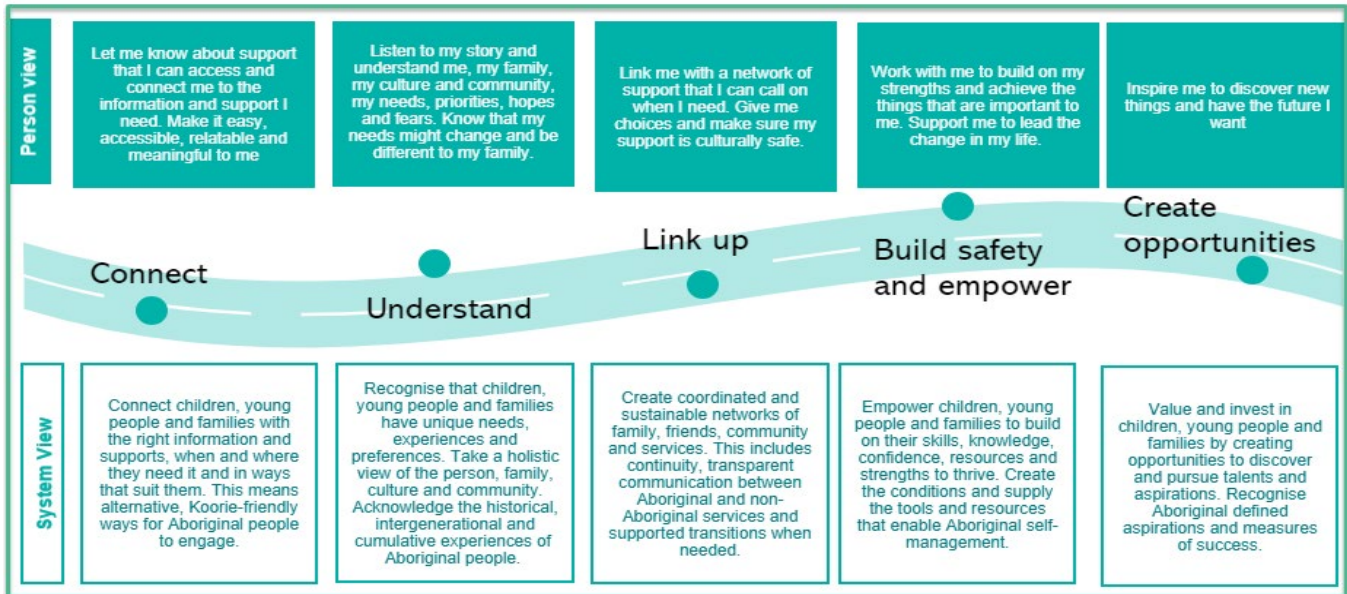 Person view
Let me know about support
that I can access and
connect me to the
information and support I
need. Make it easy,
accessible, relatable and
meaningful to me
Listen to my story and
understand me, my family,
my culture and community,
my needs, priorities, hopes
and fears. Know that my
needs might change and be
different to my family.
Link me with a network of
support that I can call on
when I need. Give me
choices and make sure my
support is culturally safe.
Work with me to build on my
strengths and achieve the
things that are important to
me. Support me to lead the
change in my life.
Inspire me to discover new
things and have the future I
want
Connect
Understand
Link up
Build safety
and empower
Create
opportunities
System View
Connect children, young
people and families with
the right information and
supports, when and where
they need it and in ways
that suit them. This means
alternative, Koorie-friendly
ways for Aboriginal people
to engage.
Recognise that children,
young people and families
have unique needs,
experiences and
preferences. Take a holistic
view of the person, family,
culture and community.
Acknowledge the historical,
intergenerational and
cumulative experiences of
Aboriginal people.
Create coordinated and
sustainable networks of
family, friends, community
and services. This includes
continuity, transparent
communication between
Aboriginal and non-
Aboriginal services and
supported transitions when
needed.
Empower children, young
people and families to build
on their skills, knowledge,
confidence, resources and
strengths to thrive. Create
the conditions and supply
the tools and resources
that enable Aboriginal self-
management.
Value and invest in
children, young people and
families by creating
opportunities to discover
and pursue talents and
aspirations. Recognise
Aboriginal defined
aspirations and measures
of success.